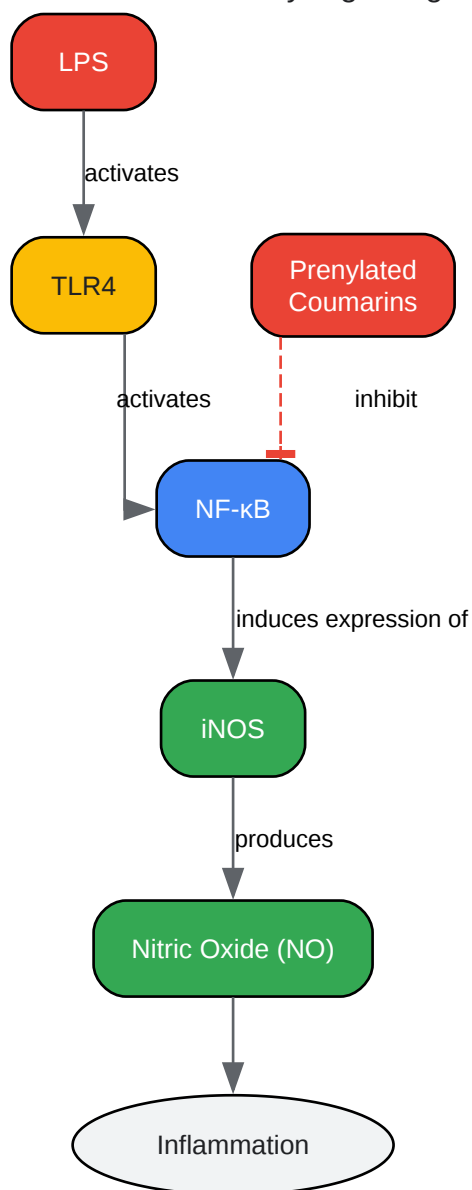 LPS
activates
TLR4
Prenylated
Coumarins
activates
inhibit
NF-κB
induces expression of
iNOS
produces
Nitric Oxide (NO)
Inflammation